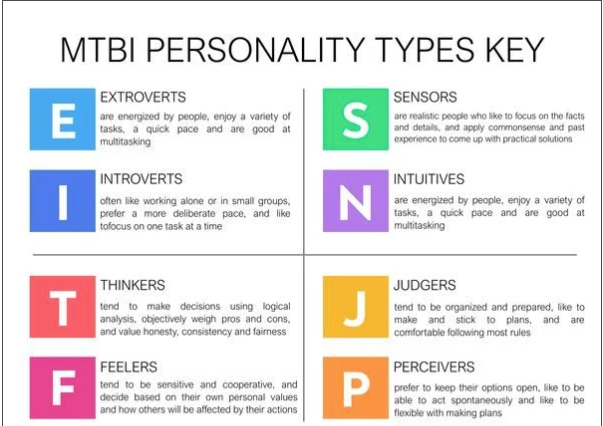 MTBI PERSONALITY TYPES KEY
E
EXTROVERTS
are energized by people, enjoy a variety of
tasks, a quick pace and are good at
multitasking
S
SENSORS
are realistic people who like to focus on the facts
and details, and apply commonsense and past
experience to come up with practical solutions
I
INTROVERTS
often like working alone or in small groups,
prefer a more deliberate pace, and like
tofocus on one task at a time
N
INTUITIVES
are energized by people, enjoy a variety of
tasks, a quick pace and are good at
multitasking
T
THINKERS
tend to make decisions using logical
analysis, objectively weigh pros and cons,
and value honesty, consistency and fairness
J
JUDGERS
tend to be organized and prepared, like to
make and stick to plans, and are
comfortable following most rules
F
FEELERS
tend to be sensitive and cooperative, and
decide based on their own personal values
and how others will be affected by their actions
P
PERCEIVERS
prefer to keep their options open, like to be
able to act spontaneously and like to be
flexible with making plans